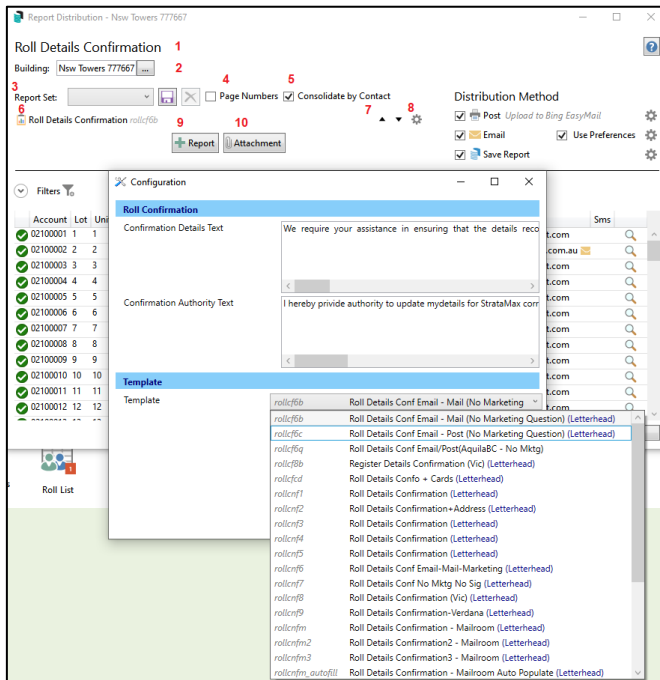 Report Distribution - Nsw Towers 777667
Roll Details Confirmation 1
Building: Nsw Towers 777667 ... 2
3 4 5
Report Set: Page Numbers Consolidate by Contact
6 7 8
Roll Details Confirmation rollcf6b
9 10
Report Attachment
Distribution Method
Post Upload to Bing EasyMail
Email Use Preferences
Save Report
Filters
Account Lot Uni Sms
02100001 1 1 t.com
02100002 2 2 .com.au
02100003 3 3 t.com
02100004 4 4 t.com
02100005 5 5 t.com
02100006 6 6 t.com
02100007 7 7 t.com
02100008 8 8 t.com
02100009 9 9 t.com
02100010 10 10 t.com
02100011 11 11 t.com
02100012 12 12 t.com
Configuration
Roll Confirmation
Confirmation Details Text We require your assistance in ensuring that the details reco
Confirmation Authority Text I hereby privide authority to update mydetails for StrataMax com
Template
Template rollcf6b Roll Details Conf Email - Mail (No Marketing
rollcf6b Roll Details Conf Email - Mail (No Marketing Question) (Letterhead)
rollcf6c Roll Details Conf Email - Post (No Marketing Question) (Letterhead)
rollcf6q Roll Details Conf Email/Post(AquilaBC - No Mktg)
rollcf8b Register Details Confirmation (Vic) (Letterhead)
rollcfcd Roll Details Confo + Cards (Letterhead)
rollcnf1 Roll Details Confirmation (Letterhead)
rollcnf2 Roll Details Confirmation+Address (Letterhead)
rollcnf3 Roll Details Confirmation (Letterhead)
rollcnf4 Roll Details Confirmation (Letterhead)
rollcnf5 Roll Details Confirmation (Letterhead)
rollcnf6 Roll Details Conf Email-Mail-Marketing (Letterhead)
rollcnf7 Roll Details Conf No Mktg No Sig (Letterhead)
rollcnf8 Roll Details Confirmation (Vic) (Letterhead)
rollcnf9 Roll Details Confirmation-Verdana (Letterhead)
rollcnfm Roll Details Confirmation - Mailroom (Letterhead)
rollcnfm2 Roll Details Confirmation2 - Mailroom (Letterhead)
rollcnfm3 Roll Details Confirmation3 - Mailroom (Letterhead)
rollcnfm_autofill Roll Details Confirmation - Mailroom Auto Populate (Letterhead)
1
Roll List